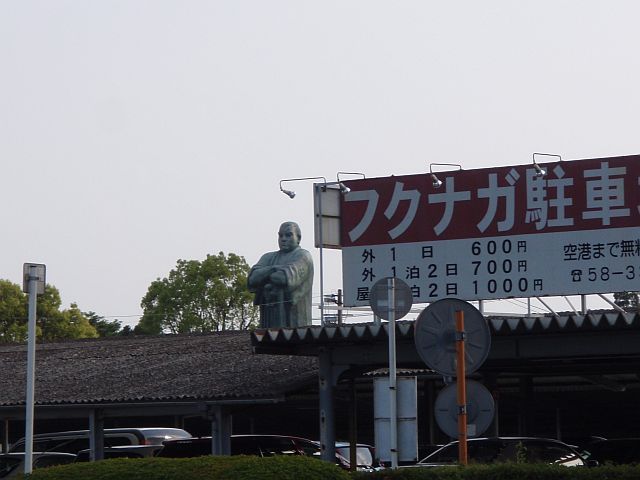 フクナガ駐車
外 1 日 600円
空港まで無
外 1泊2日 700円
☎58-3
屋 1泊2日 1000円